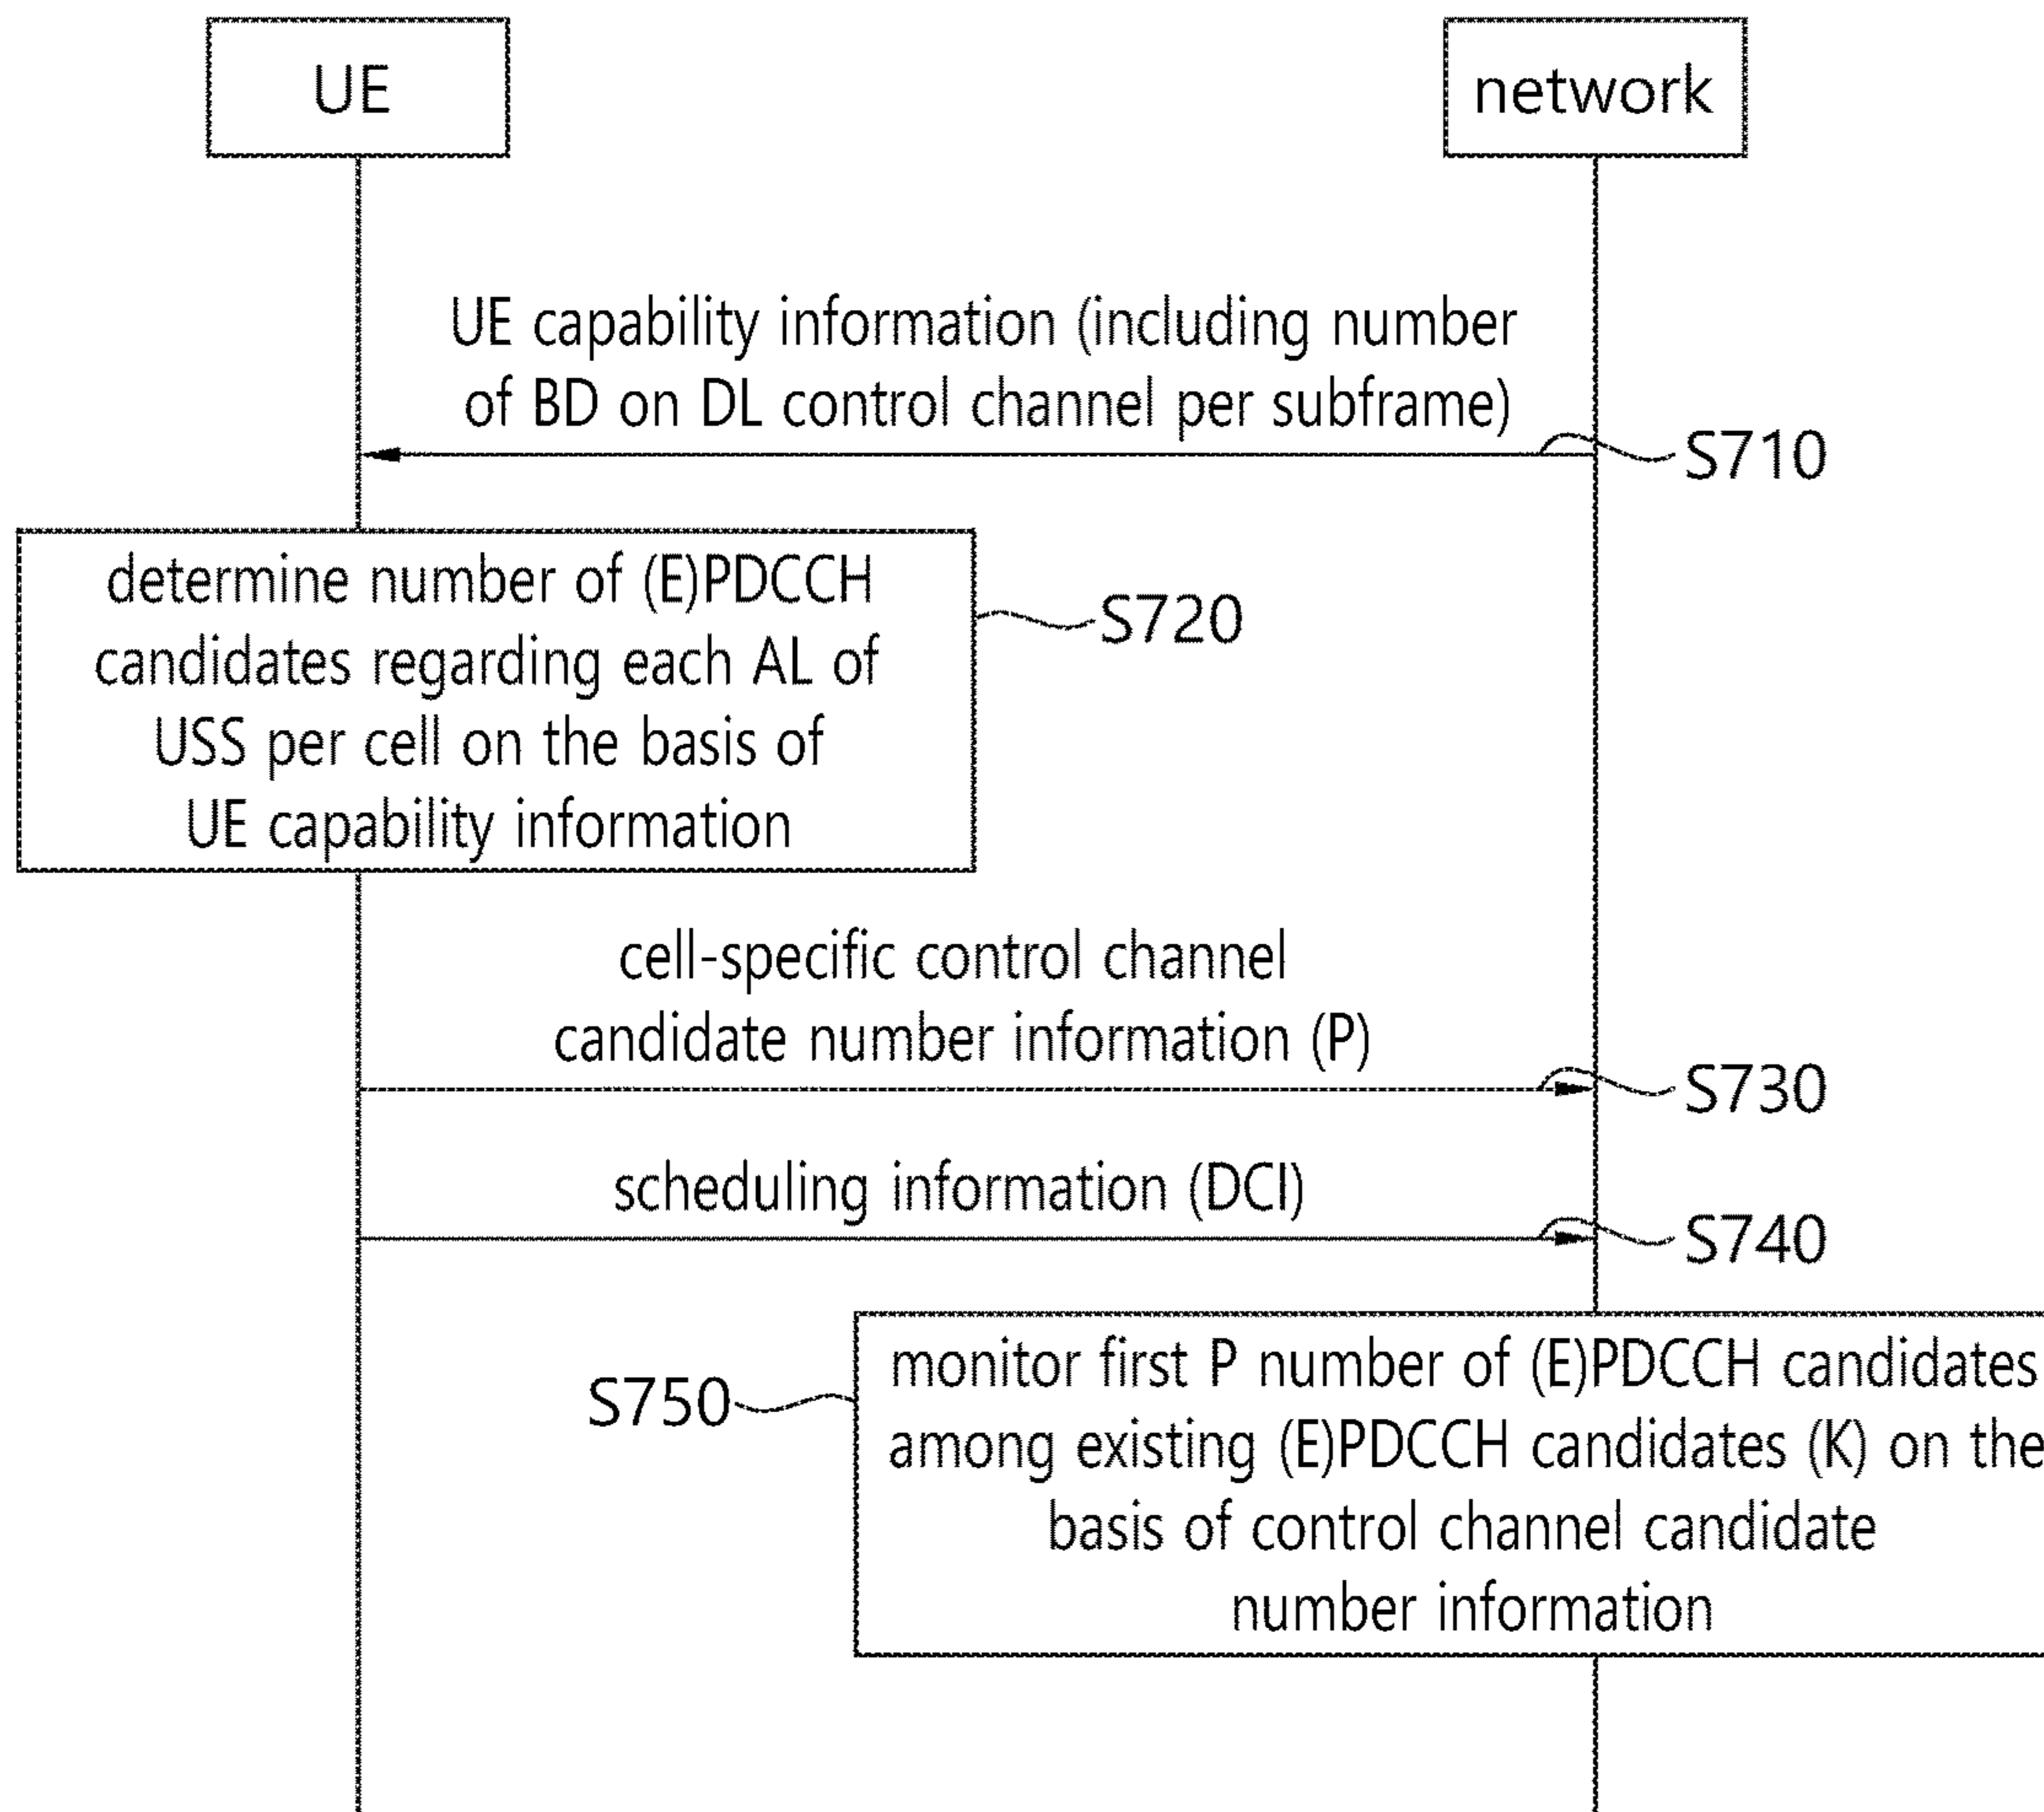 UE
network
UE capability information (including number
of BD on DL control channel per subframe)
S710
determine number of (E)PDCCH
candidates regarding each AL of
USS per cell on the basis of
UE capability information
S720
cell-specific control channel
candidate number information (P)
S730
scheduling information (DCI)
S740
S750
monitor first P number of (E)PDCCH candidates
among existing (E)PDCCH candidates (K) on the
basis of control channel candidate
number information